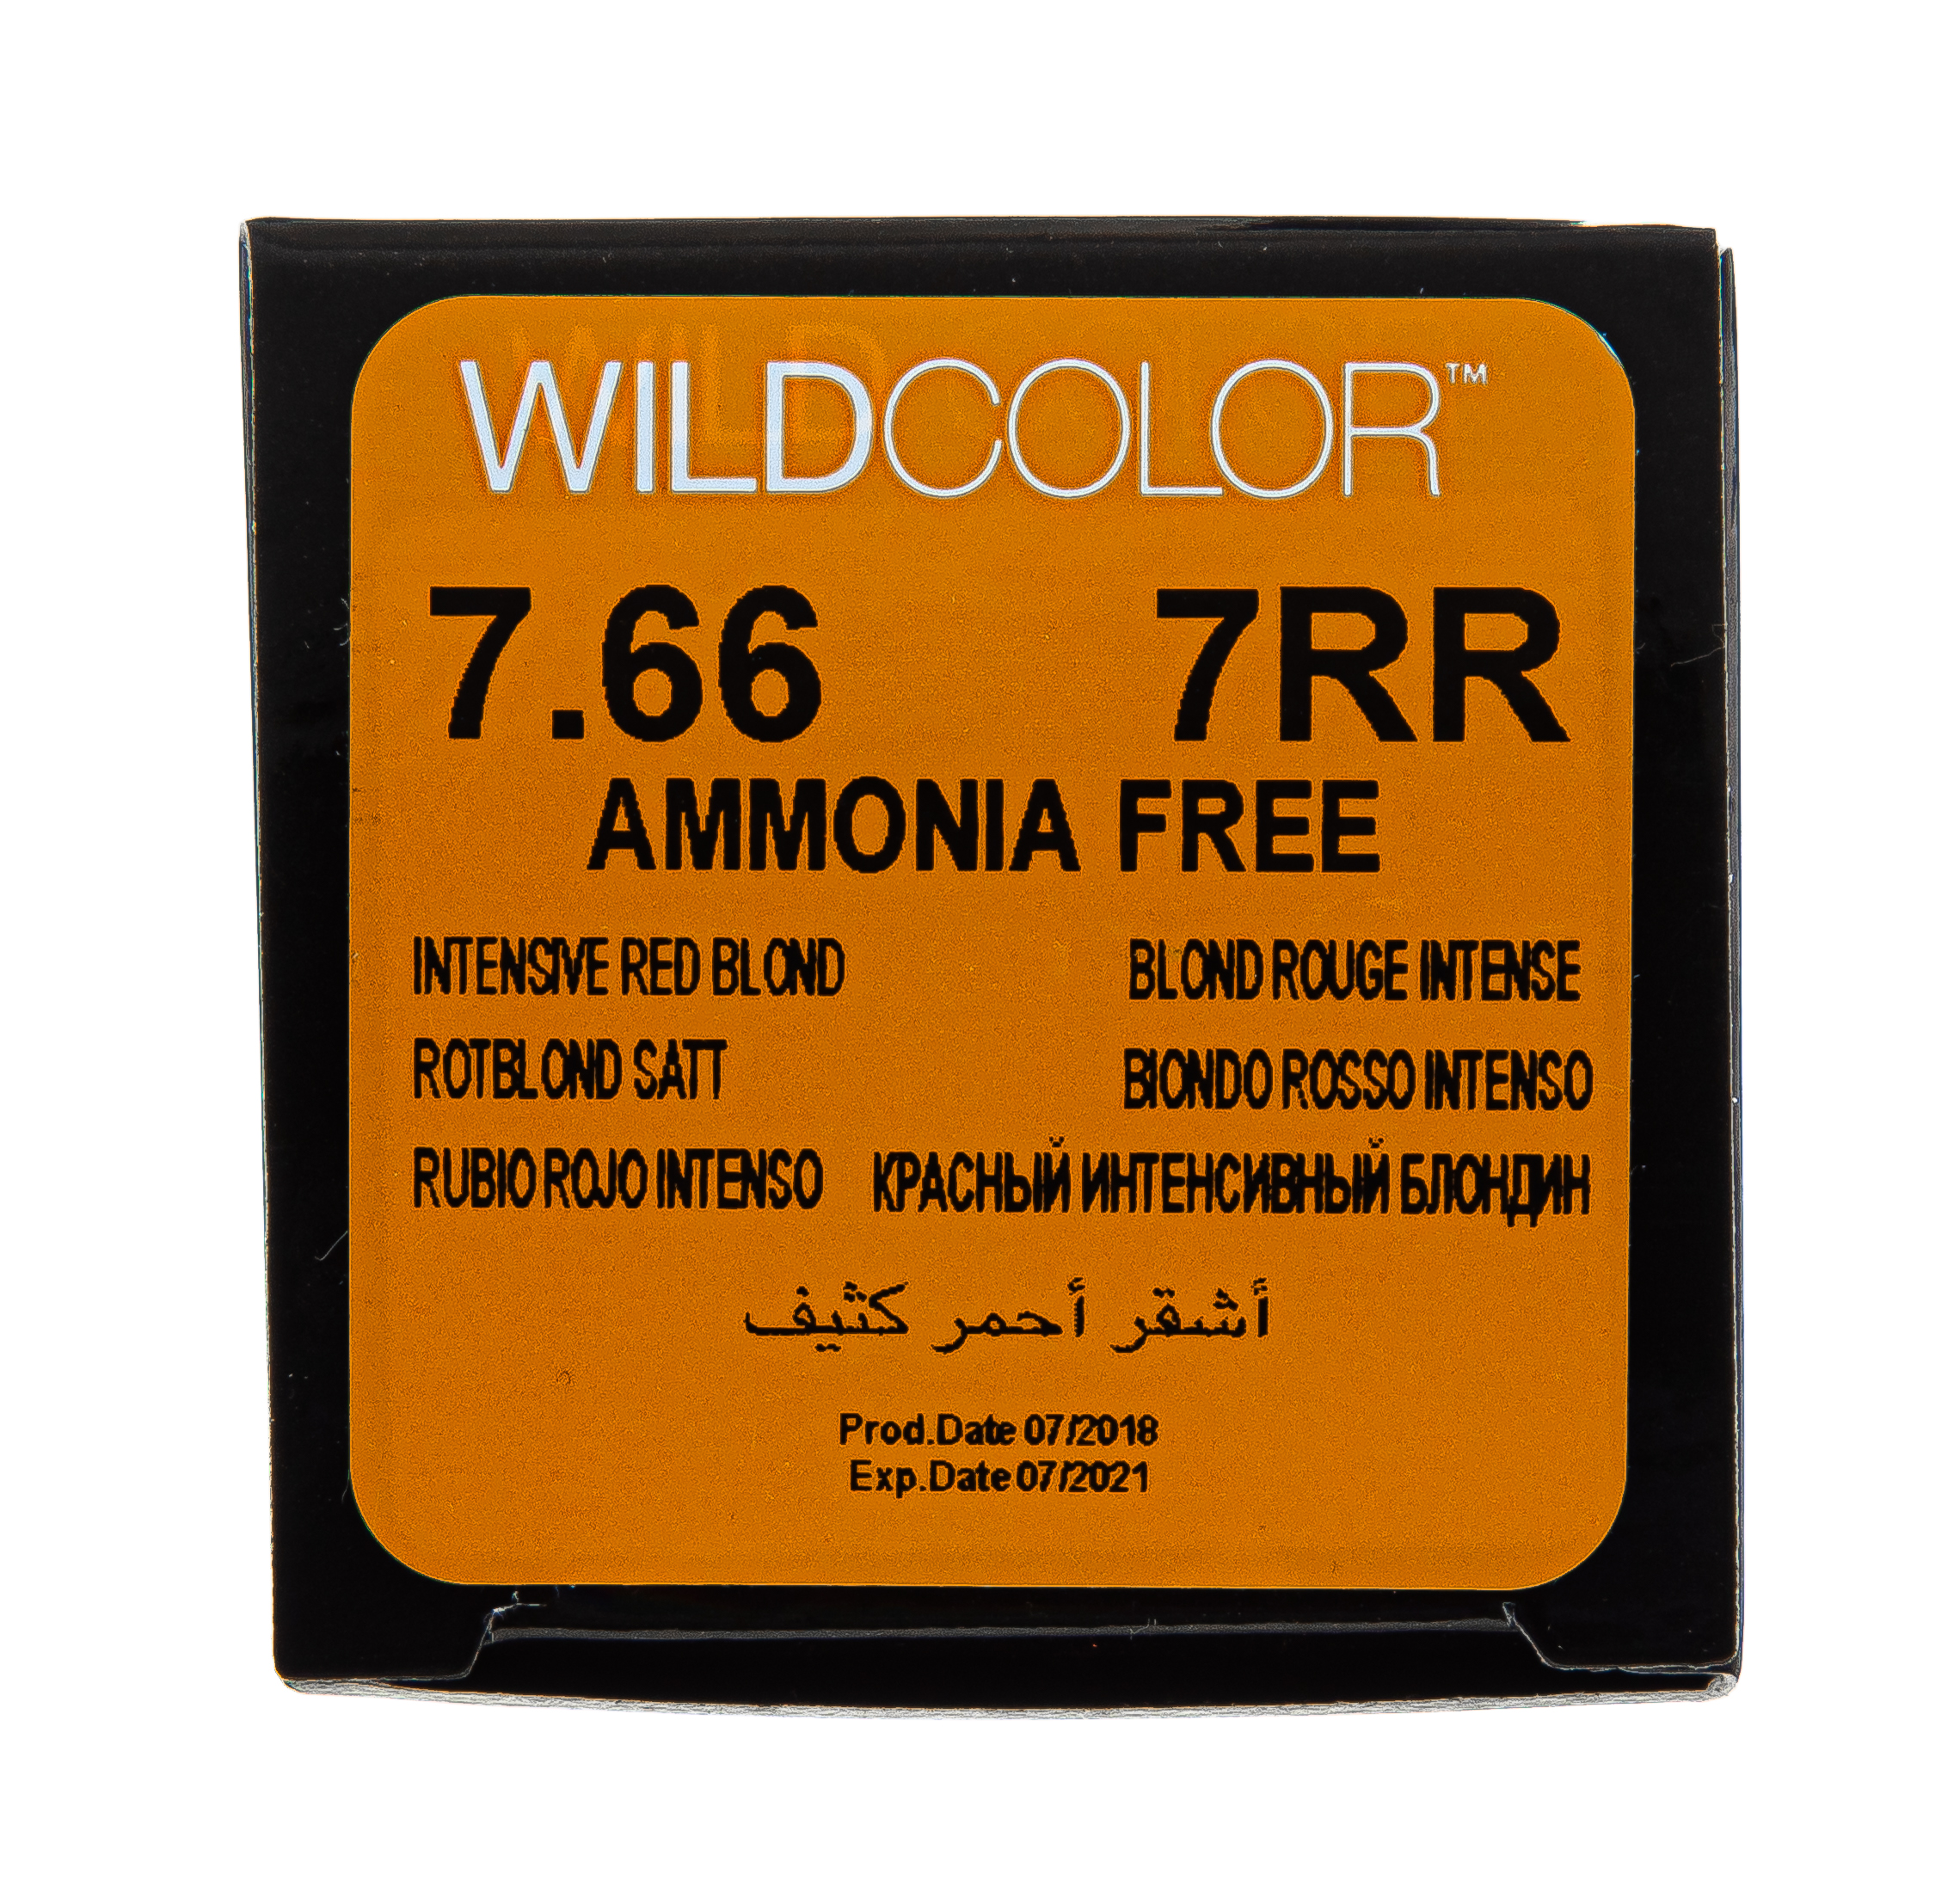 WILDCOLOR™
7.66 7RR
AMMONIA FREE
INTENSIVE RED BLOND BLOND ROUGE INTENSE
ROTBLOND SATT BIONDO ROSSO INTENSO
RUBIO ROJO INTENSO КРАСНЫЙ ИНТЕНСИВНЫЙ БЛОНДИН
أشقر أحمر كثيف
Prod.Date 07/2018
Exp.Date 07/2021